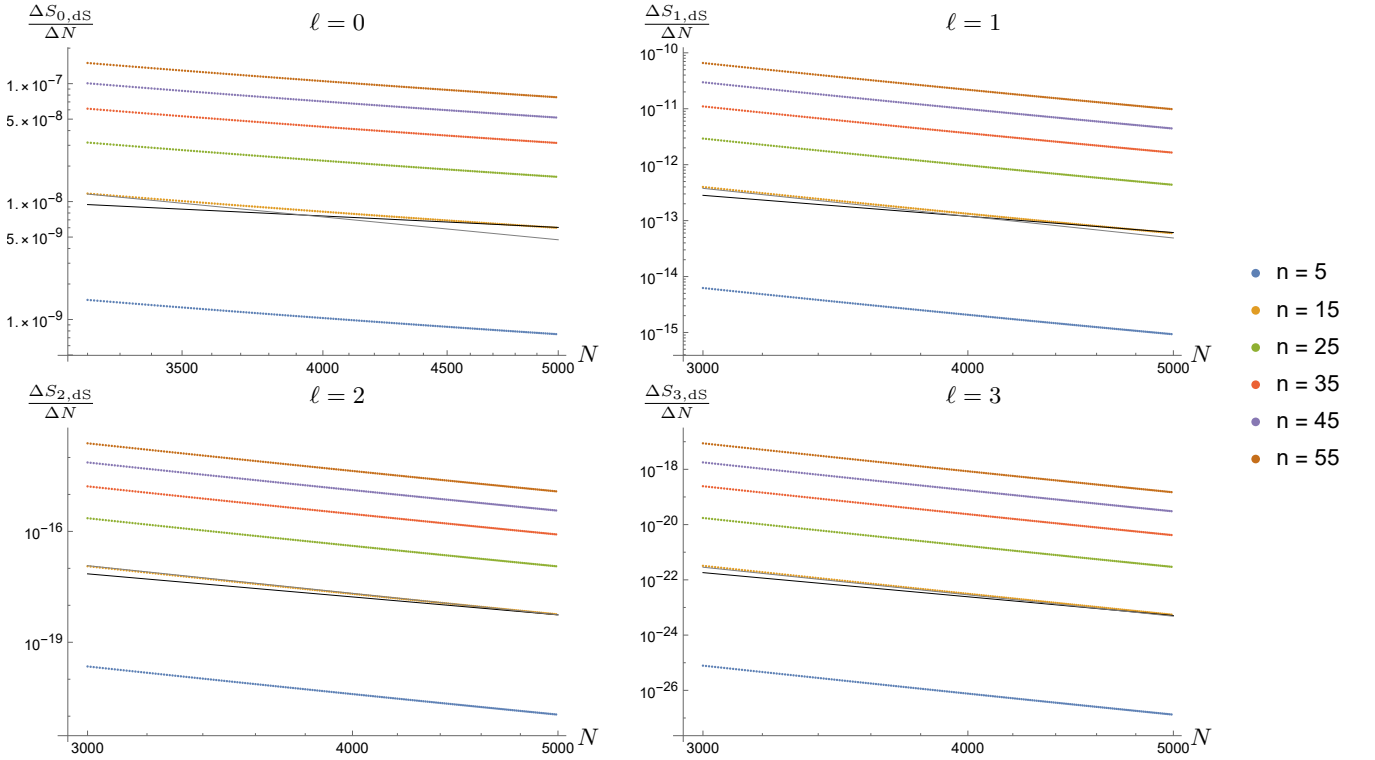 ΔS₀,dS/ΔN
ℓ = 0
1.×10⁻⁷
5.×10⁻⁸
1.×10⁻⁸
5.×10⁻⁹
1.×10⁻⁹
3500
4000
4500
5000
N
ΔS₁,dS/ΔN
ℓ = 1
10⁻¹⁰
10⁻¹¹
10⁻¹²
10⁻¹³
10⁻¹⁴
10⁻¹⁵
3000
4000
5000
N
ΔS₂,dS/ΔN
ℓ = 2
10⁻¹⁶
10⁻¹⁹
3000
4000
5000
N
ΔS₃,dS/ΔN
ℓ = 3
10⁻¹⁸
10⁻²⁰
10⁻²²
10⁻²⁴
10⁻²⁶
3000
4000
5000
N
n = 5
n = 15
n = 25
n = 35
n = 45
n = 55